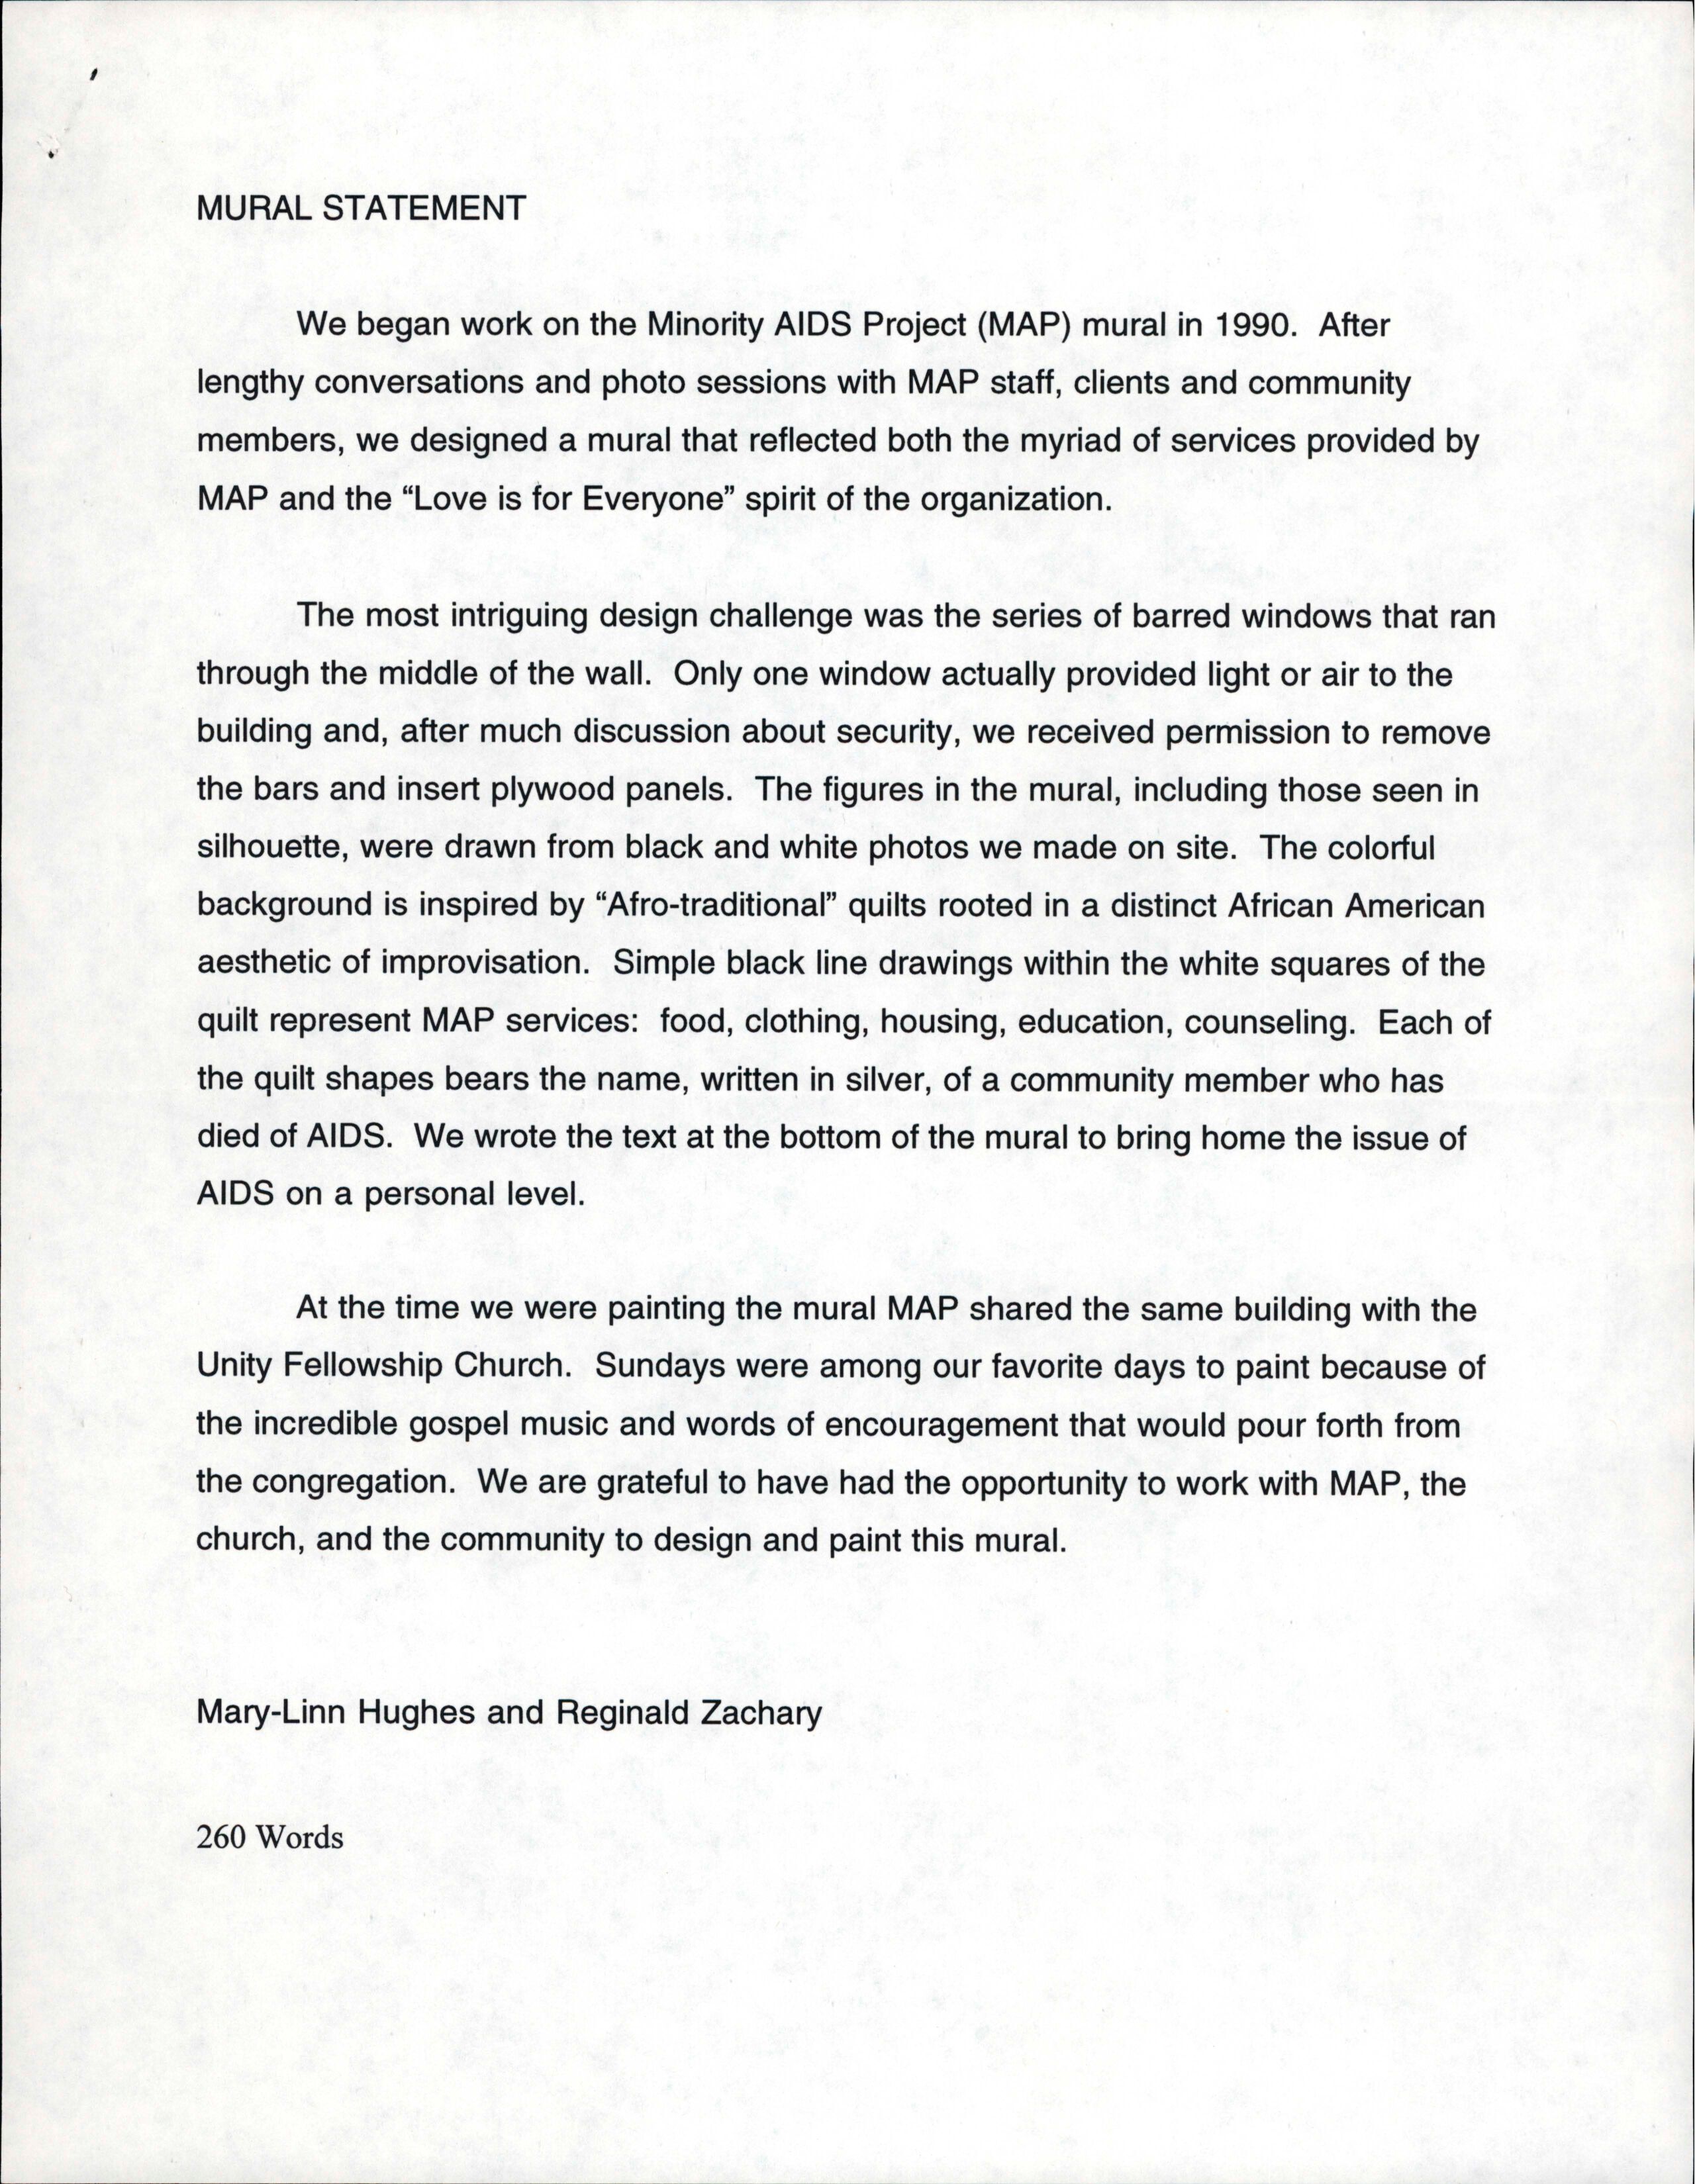 MURAL STATEMENT
We began work on the Minority AIDS Project (MAP) mural in 1990.  After
lengthy conversations and photo sessions with MAP staff, clients and community
members, we designed a mural that reflected both the myriad of services provided by
MAP and the “Love is for Everyone” spirit of the organization.
The most intriguing design challenge was the series of barred windows that ran
through the middle of the wall.  Only one window actually provided light or air to the
building and, after much discussion about security, we received permission to remove
the bars and insert plywood panels.  The figures in the mural, including those seen in
silhouette, were drawn from black and white photos we made on site.  The colorful
background is inspired by “Afro-traditional” quilts rooted in a distinct African American
aesthetic of improvisation.  Simple black line drawings within the white squares of the
quilt represent MAP services:  food, clothing, housing, education, counseling.  Each of
the quilt shapes bears the name, written in silver, of a community member who has
died of AIDS.  We wrote the text at the bottom of the mural to bring home the issue of
AIDS on a personal level.
At the time we were painting the mural MAP shared the same building with the
Unity Fellowship Church.  Sundays were among our favorite days to paint because of
the incredible gospel music and words of encouragement that would pour forth from
the congregation.  We are grateful to have had the opportunity to work with MAP, the
church, and the community to design and paint this mural.
Mary-Linn Hughes and Reginald Zachary
260 Words